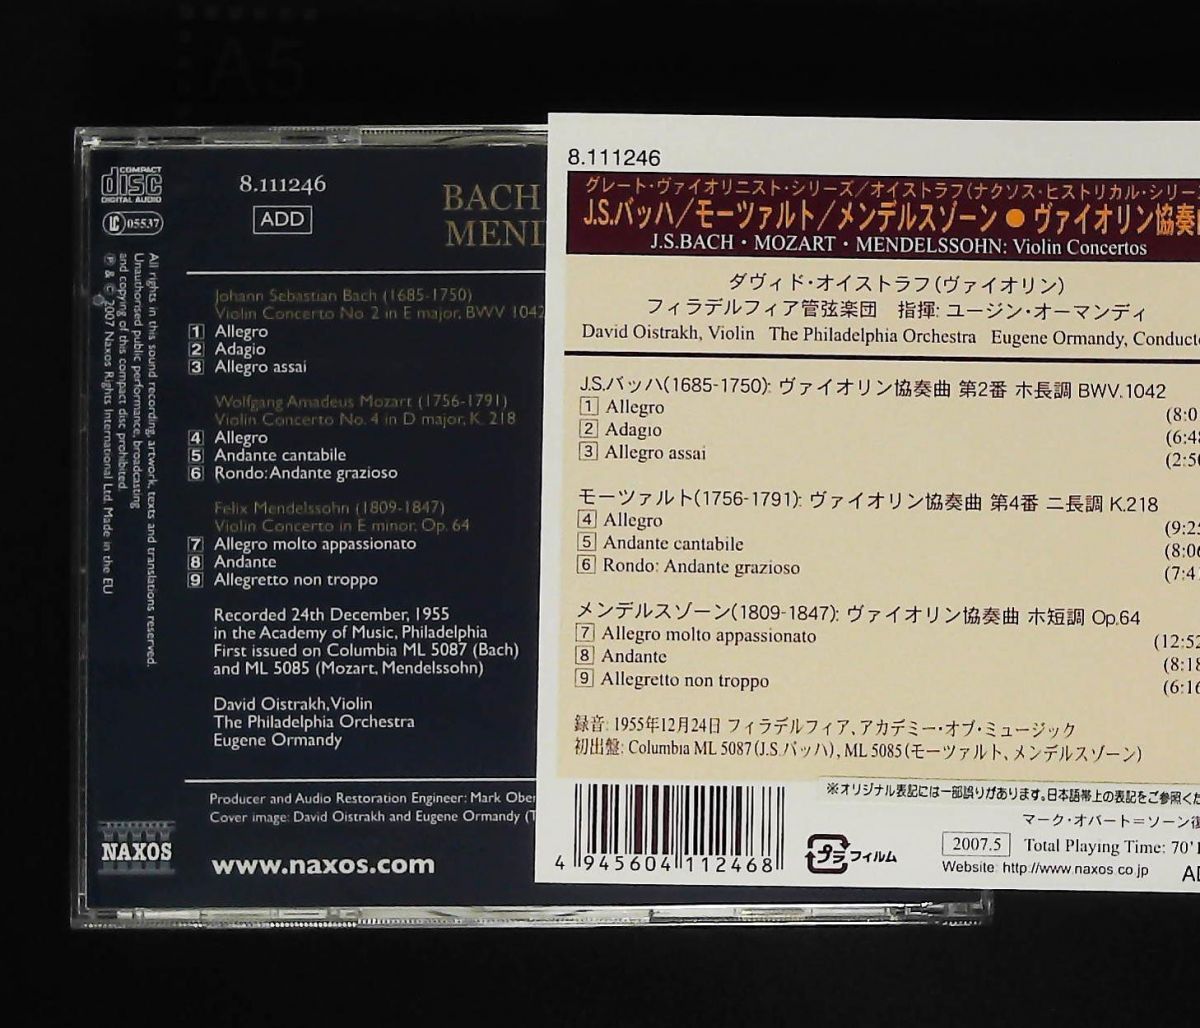 COMPACT
disc
DIGITAL AUDIO
LC 05537
8.111246
ADD
BACH
MEND
Johann Sebastian Bach (1685-1750)
Violin Concerto No. 2 in E major, BWV 1042
1 Allegro
2 Adagio
3 Allegro assai
Wolfgang Amadeus Mozart (1756-1791)
Violin Concerto No. 4 in D major, K. 218
4 Allegro
5 Andante cantabile
6 Rondo: Andante grazioso
Felix Mendelssohn (1809-1847)
Violin Concerto in E minor, Op. 64
7 Allegro molto appassionato
8 Andante
9 Allegretto non troppo
Recorded 24th December, 1955
in the Academy of Music, Philadelphia
First issued on Columbia ML 5087 (Bach)
and ML 5085 (Mozart, Mendelssohn)
David Oistrakh, Violin
The Philadelphia Orchestra
Eugene Ormandy
Producer and Audio Restoration Engineer: Mark Ober
Cover image: David Oistrakh and Eugene Ormandy (T
NAXOS
www.naxos.com
All rights in this sound recording, artwork, texts and translations reserved.
Unauthorised public performance, broadcasting
and copying of this compact disc prohibited.
℗ & © 2007 Naxos Rights International Ltd. Made in the EU
8.111246
グレート・ヴァイオリニスト・シリーズ/オイストラフ(ナクソス・ヒストリカル・シリー
J.S.バッハ/モーツァルト/メンデルスゾーン●ヴァイオリン協奏曲
J.S.BACH・MOZART・MENDELSSOHN: Violin Concertos
ダヴィド・オイストラフ(ヴァイオリン)
フィラデルフィア管弦楽団 指揮: ユージン・オーマンディ
David Oistrakh, Violin The Philadelphia Orchestra Eugene Ormandy, Conducto
J.S.バッハ(1685-1750): ヴァイオリン協奏曲 第2番 ホ長調 BWV.1042
1 Allegro (8:0
2 Adagio (6:48
3 Allegro assai (2:50
モーツァルト(1756-1791): ヴァイオリン協奏曲 第4番 ニ長調 K.218
4 Allegro (9:25
5 Andante cantabile (8:06
6 Rondo: Andante grazioso (7:41
メンデルスゾーン(1809-1847): ヴァイオリン協奏曲 ホ短調 Op.64
7 Allegro molto appassionato (12:52
8 Andante (8:18
9 Allegretto non troppo (6:16
録音: 1955年12月24日 フィラデルフィア、アカデミー・オブ・ミュージック
初出盤: Columbia ML 5087(J.S.バッハ), ML 5085(モーツァルト、メンデルスゾーン)
※オリジナル表記には一部誤りがあります。日本語帯上の表記をご参照くだ
マーク・オバート=ソーン復
4 945604 112468
プラ フィルム
2007.5 Total Playing Time: 70'1
Website: http://www.naxos.co.jp AD